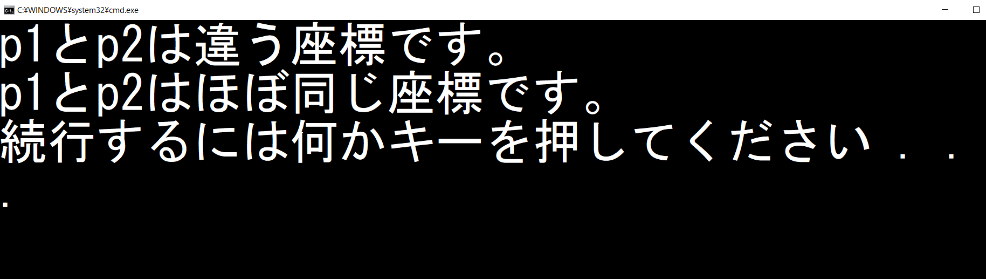 C:¥WINDOWS¥system32¥cmd.exe
p1とp2は違う座標です。
p1とp2はほぼ同じ座標です。
続行するには何かキーを押してください . .
.